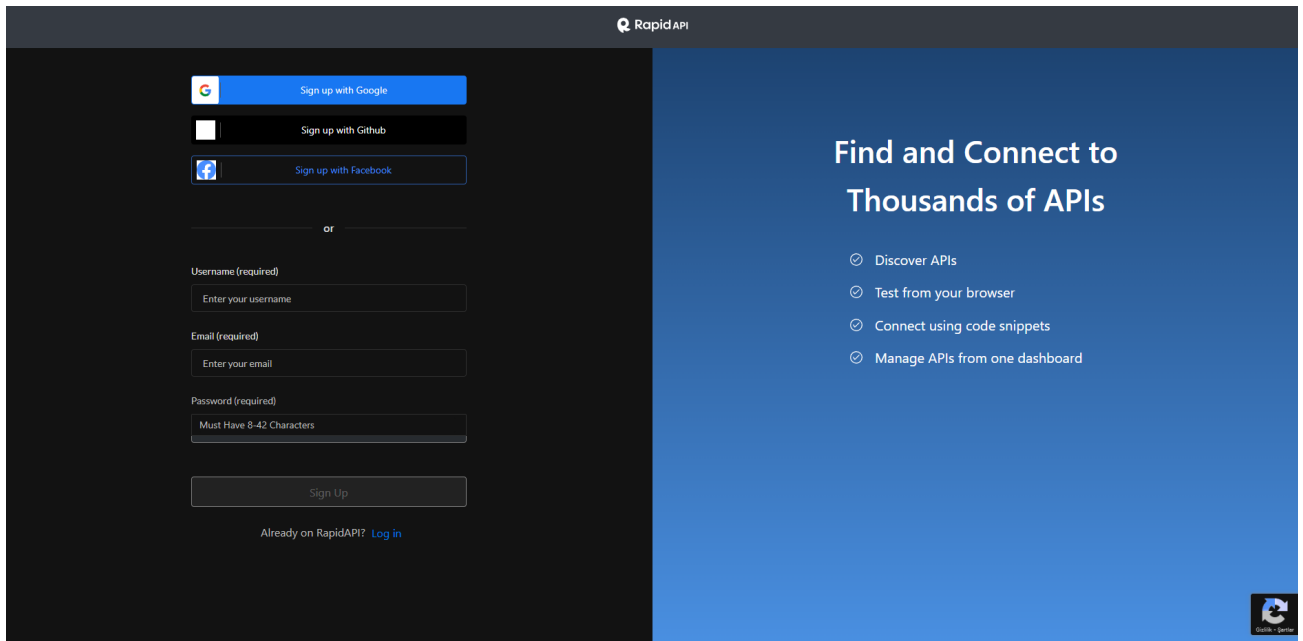 Rapid API
Sign up with Google
Sign up with Github
Sign up with Facebook
or
Username (required)
Enter your username
Email (required)
Enter your email
Password (required)
Must Have 8-42 Characters
Sign Up
Already on RapidAPI? Log in
Find and Connect to
Thousands of APIs
Discover APIs
Test from your browser
Connect using code snippets
Manage APIs from one dashboard
Gizlilik - Şartlar